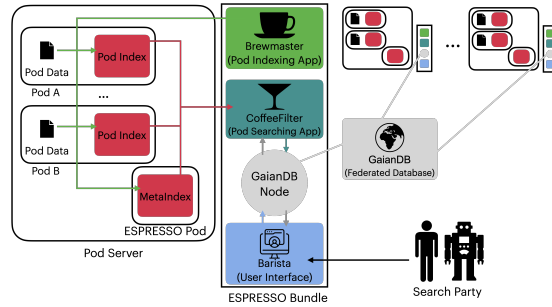 Pod Data
Pod Index
Pod A
...
Pod Data
Pod Index
Pod B
MetaIndex
ESPRESSO Pod
Pod Server
Brewmaster
(Pod Indexing App)
CoffeeFilter
(Pod Searching App)
GaianDB
Node
Barista
(User Interface)
ESPRESSO Bundle
...
GaianDB
(Federated Database)
Search Party